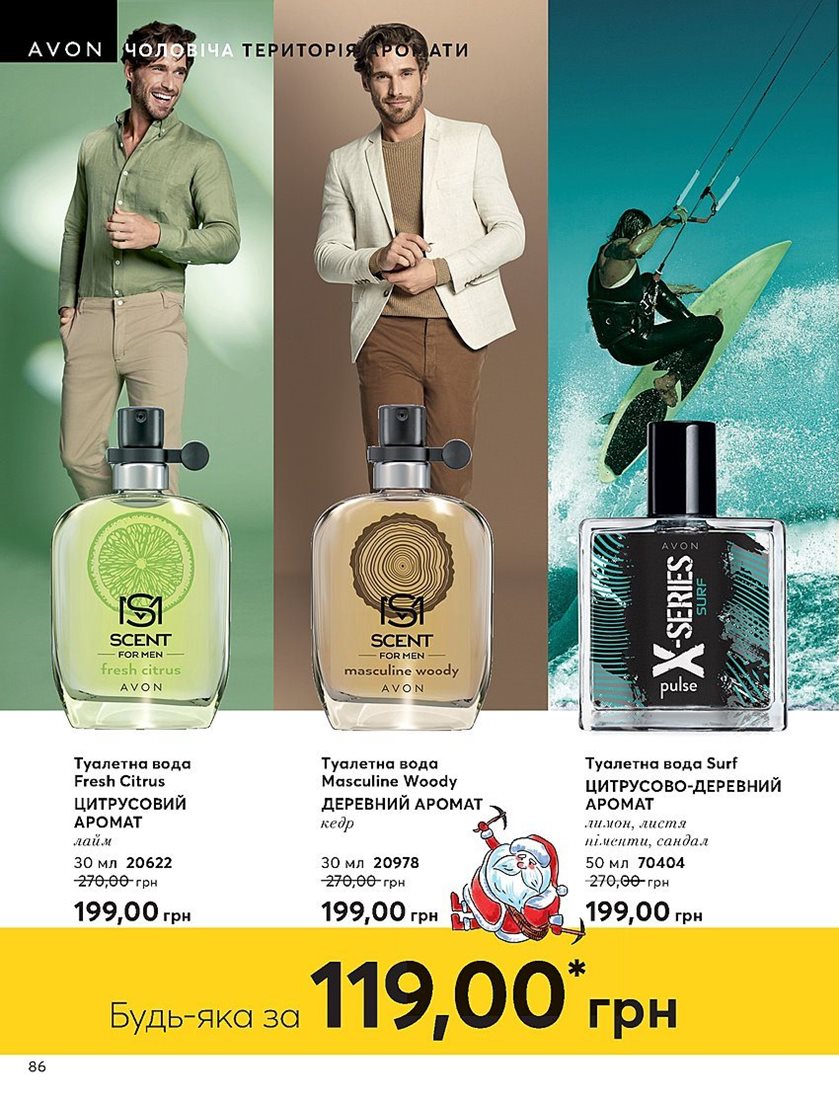 AVON ЧОЛОВІЧА ТЕРИТОРІЯ АРОМАТИ
SM
SCENT
FOR MEN
fresh citrus
AVON
SM
SCENT
FOR MEN
masculine woody
AVON
AVON
X-SERIES
SURF
pulse
Туалетна вода
Fresh Citrus
ЦИТРУСОВИЙ
АРОМАТ
лайм
30 мл 20622
270,00 грн
199,00 грн
Туалетна вода
Masculine Woody
ДЕРЕВНИЙ АРОМАТ
кедр
30 мл 20978
270,00 грн
199,00 грн
Туалетна вода Surf
ЦИТРУСОВО-ДЕРЕВНИЙ
АРОМАТ
лимон, листя
піменти, сандал
50 мл 70404
270,00 грн
199,00 грн
Будь-яка за 119,00* грн
86